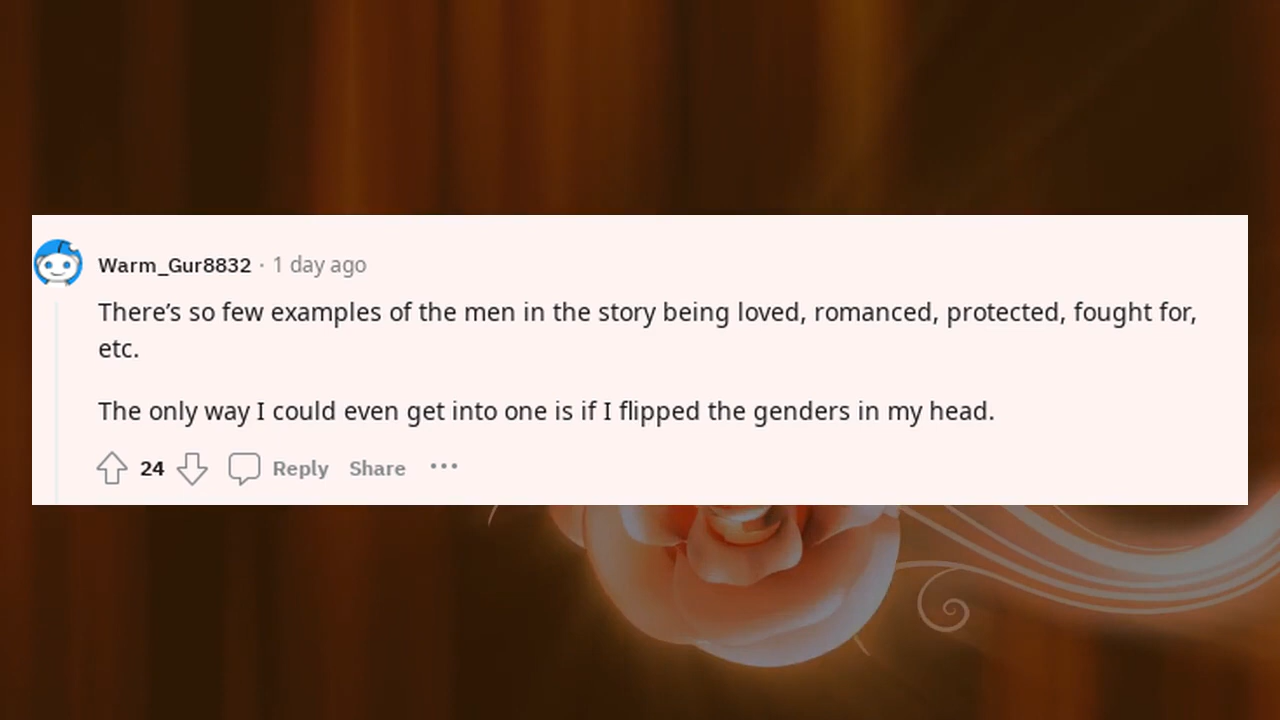 Warm_Gur8832 · 1 day ago
There’s so few examples of the men in the story being loved, romanced, protected, fought for,
etc.
The only way I could even get into one is if I flipped the genders in my head.
24 Reply Share •••